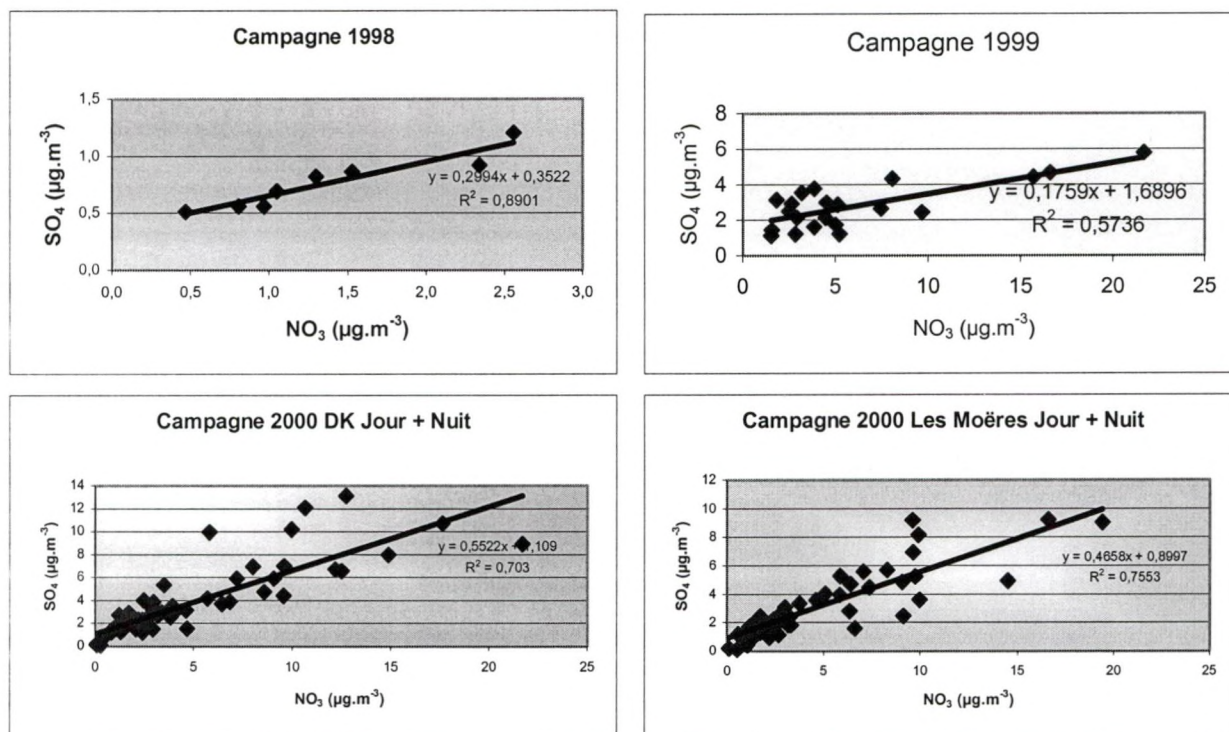 Campagne 1998
SO₄ (µg.m⁻³)
1,5
1,0
0,5
0,0
y = 0,2994x + 0,3522
R² = 0,8901
0,0 0,5 1,0 1,5 2,0 2,5 3,0
NO₃ (µg.m⁻³)
Campagne 1999
SO₄ (µg.m⁻³)
8
6
4
2
0
y = 0,1759x + 1,6896
R² = 0,5736
0 5 10 15 20 25
NO₃ (µg.m⁻³)
Campagne 2000 DK Jour + Nuit
SO₄ (µg.m⁻³)
14
12
10
8
6
4
2
0
y = 0,5522x + ,109
R² = 0,703
0 5 10 15 20 25
NO₃ (µg.m⁻³)
Campagne 2000 Les Moëres Jour + Nuit
SO₄ (µg.m⁻³)
12
10
8
6
4
2
0
y = 0,4658x + 0,8997
R² = 0,7553
0 5 10 15 20 25
NO₃ (µg.m⁻³)